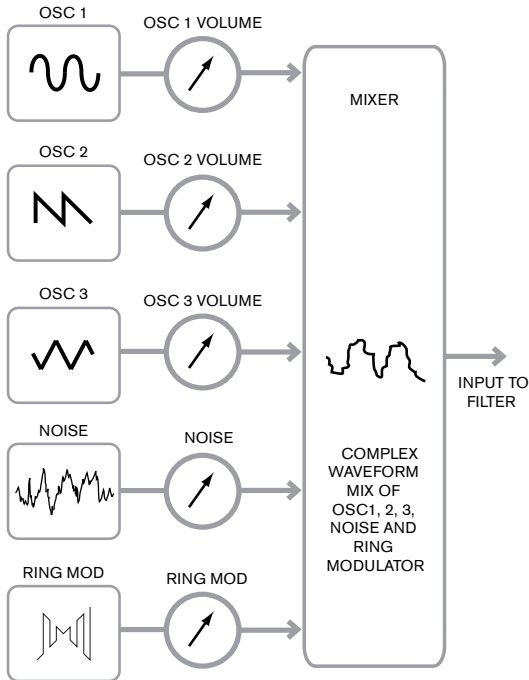 OSC 1
OSC 1 VOLUME
MIXER
OSC 2
OSC 2 VOLUME
OSC 3
OSC 3 VOLUME
INPUT TO
FILTER
NOISE
NOISE
COMPLEX
WAVEFORM
MIX OF
OSC1, 2, 3,
NOISE AND
RING
MODULATOR
RING MOD
RING MOD